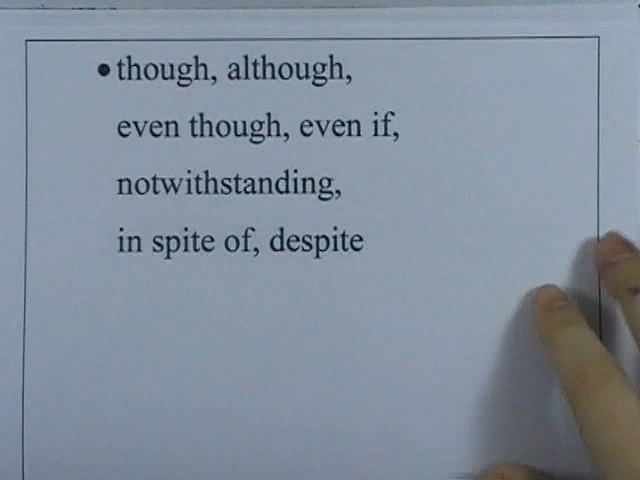 • though, although,
even though, even if,
notwithstanding,
in spite of, despite